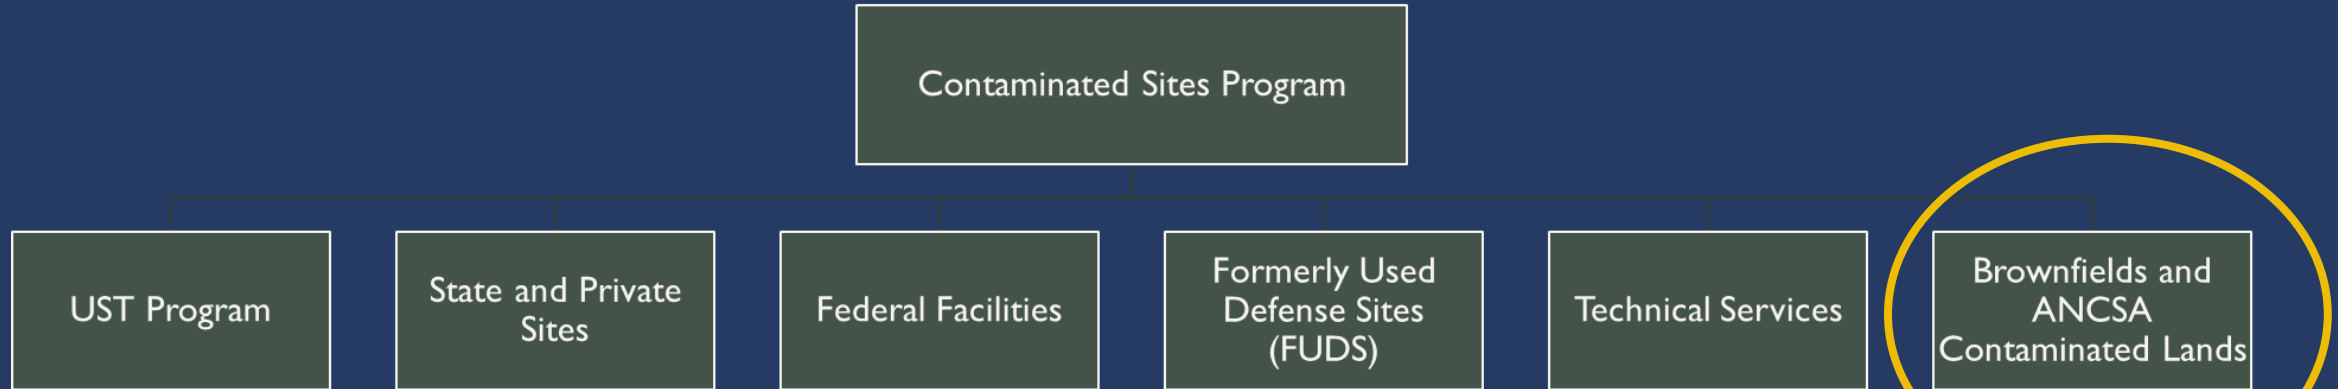 Contaminated Sites Program
UST Program
State and Private
Sites
Federal Facilities
Formerly Used
Defense Sites
(FUDS)
Technical Services
Brownfields and
ANCSA
Contaminated Lands